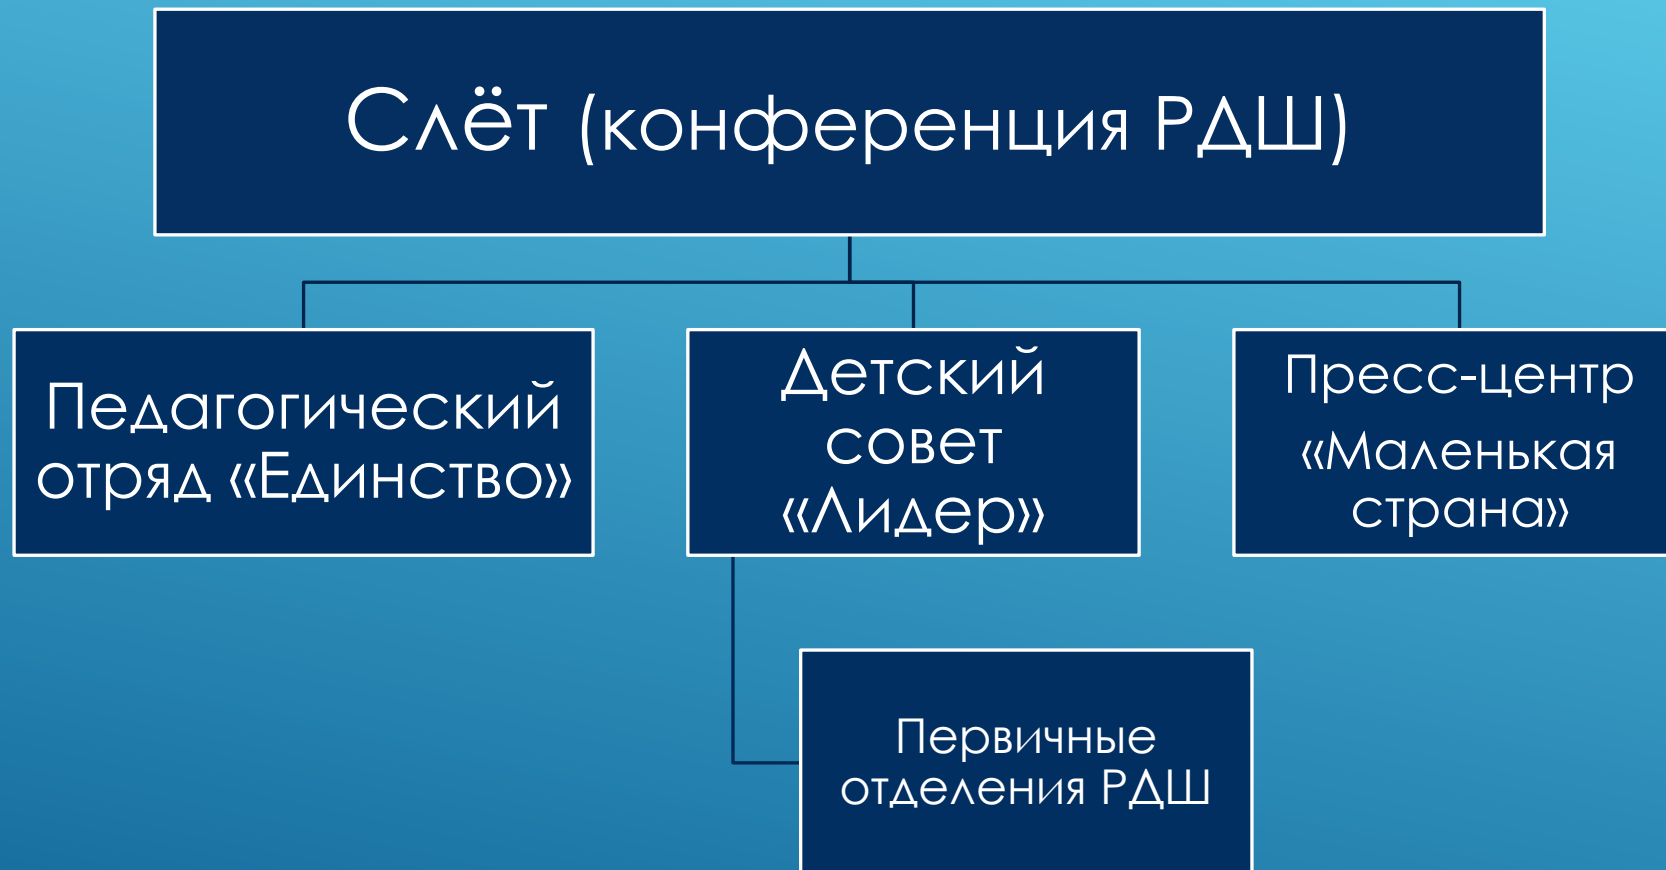 Слёт (конференция РДШ)
Педагогический
отряд «Единство»
Детский
совет
«Лидер»
Пресс-центр
«Маленькая
страна»
Первичные
отделения РДШ